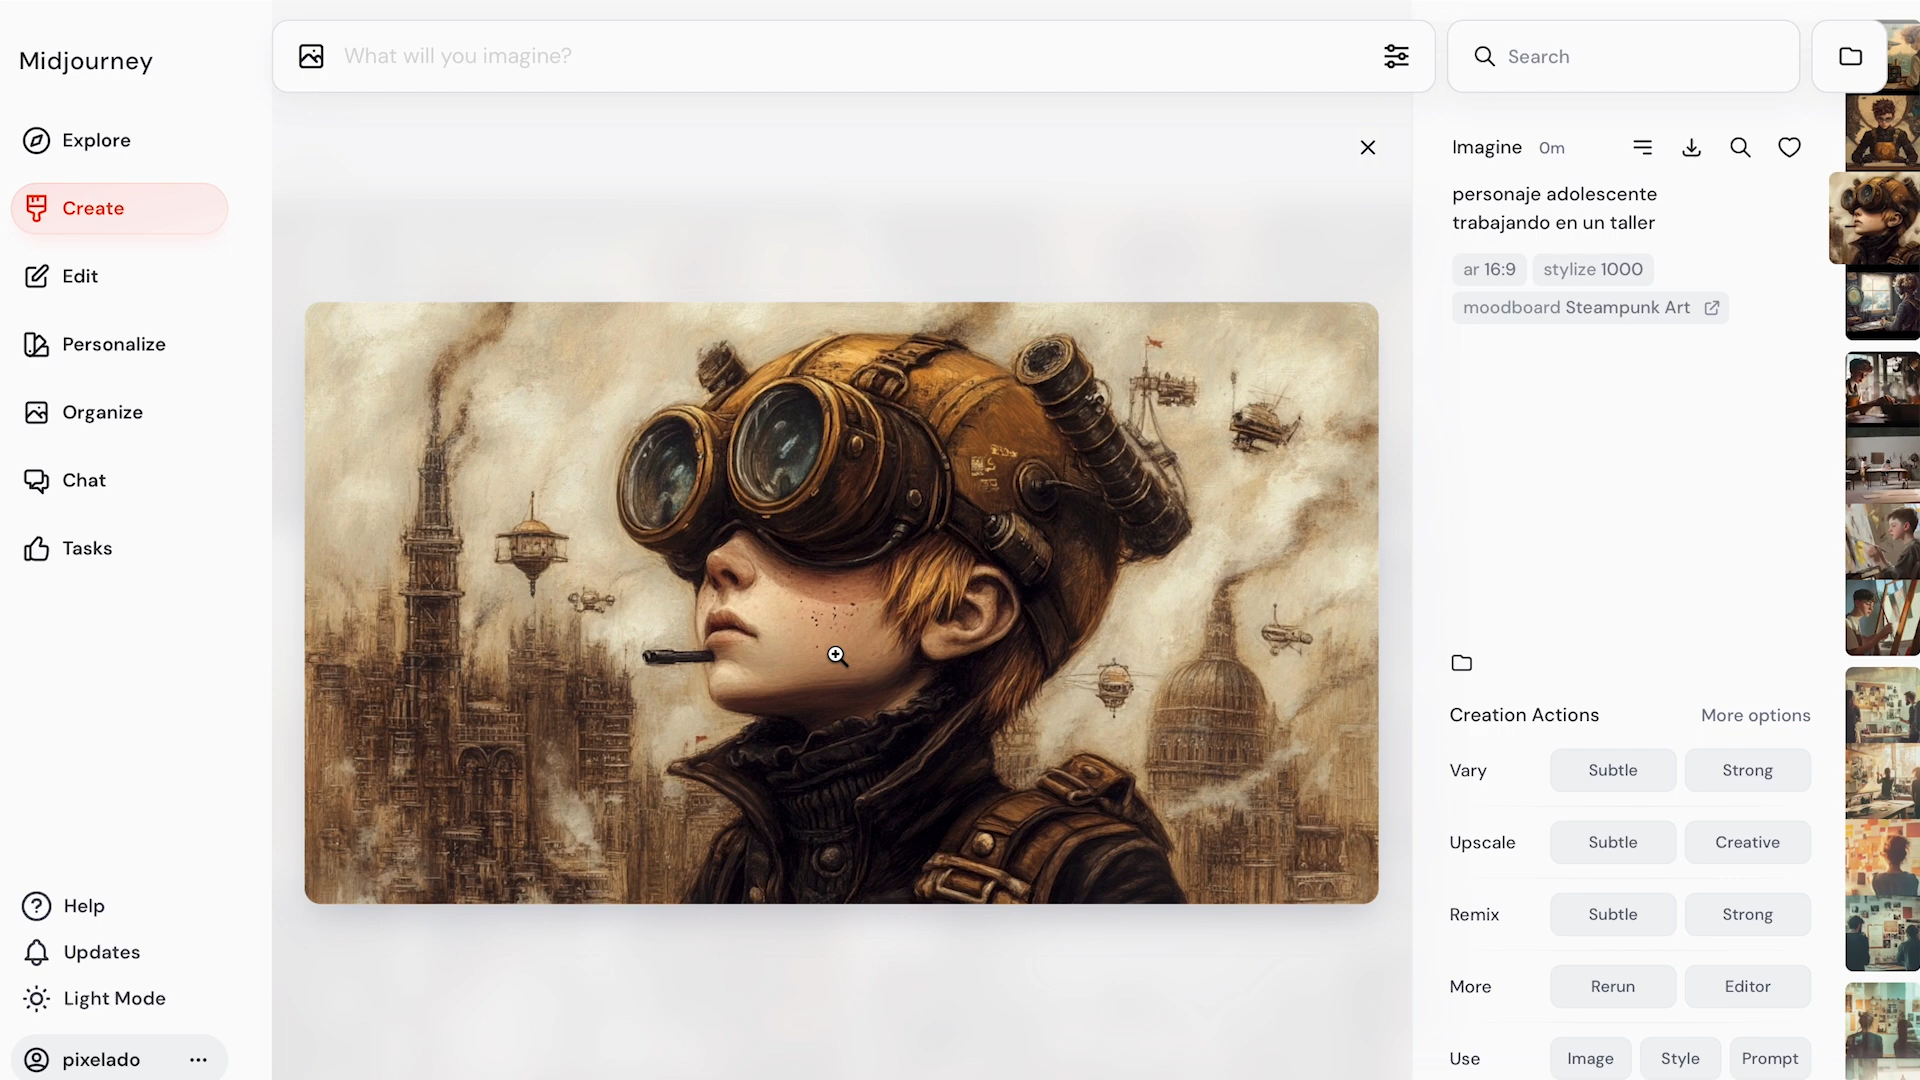 Midjourney
Explore
Create
Edit
Personalize
Organize
Chat
Tasks
Help
Updates
Light Mode
pixelado
What will you imagine?
Search
Imagine 0m
personaje adolescente
trabajando en un taller
ar 16:9 stylize 1000
moodboard Steampunk Art
Creation Actions More options
Vary Subtle Strong
Upscale Subtle Creative
Remix Subtle Strong
More Rerun Editor
Use Image Style Prompt